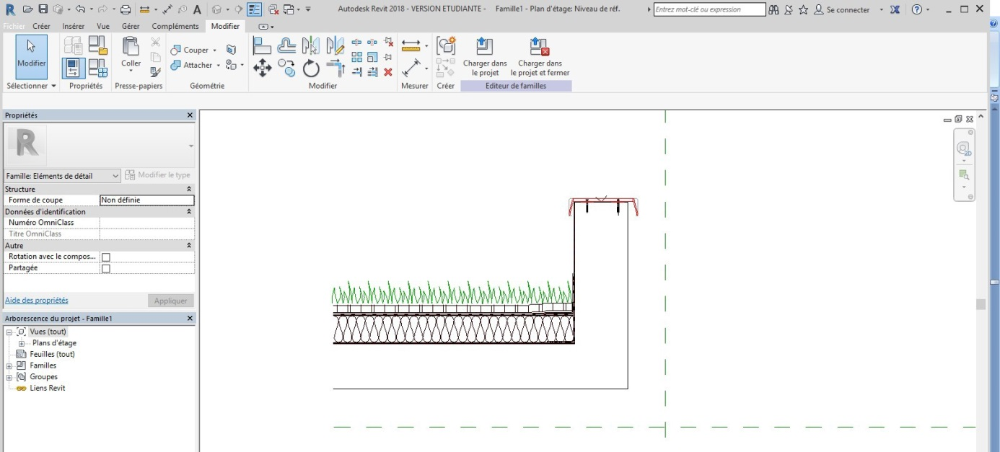 Autodesk Revit 2018 - VERSION ETUDIANTE - Famille1 - Plan d'étage: Niveau de réf.
Entrez mot-clé ou expression
Se connecter
Fichier Créer Insérer Vue Gérer Compléments Modifier
Modifier
Coller
Couper
Attacher
Charger dans
le projet
Charger dans
le projet et fermer
Sélectionner Propriétés Presse-papiers Géométrie Modifier Mesurer Créer Editeur de familles
Propriétés
Famille: Eléments de détail
Modifier le type
Structure
Forme de coupe Non définie
Données d'identification
Numéro OmniClass
Titre OmniClass
Autre
Rotation avec le compos...
Partagée
Aide des propriétés Appliquer
Arborescence du projet - Famille1
Vues (tout)
Plans d'étage
Feuilles (tout)
Familles
Groupes
Liens Revit
2D